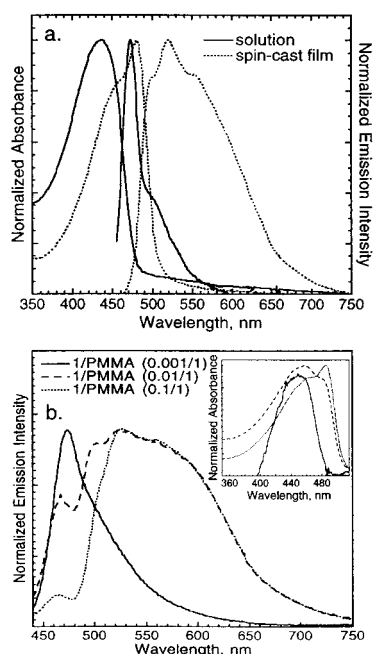 a.
solution
spin-cast film
Normalized Absorbance
Normalized Emission Intensity
350 400 450 500 550 600 650 700 750
Wavelength, nm
1/PMMA (0.001/1)
1/PMMA (0.01/1)
1/PMMA (0.1/1)
b.
Normalized Emission Intensity
Normalized Absorbance
360 400 440 480
Wavelength, nm
450 500 550 600 650 700 750
Wavelength, nm